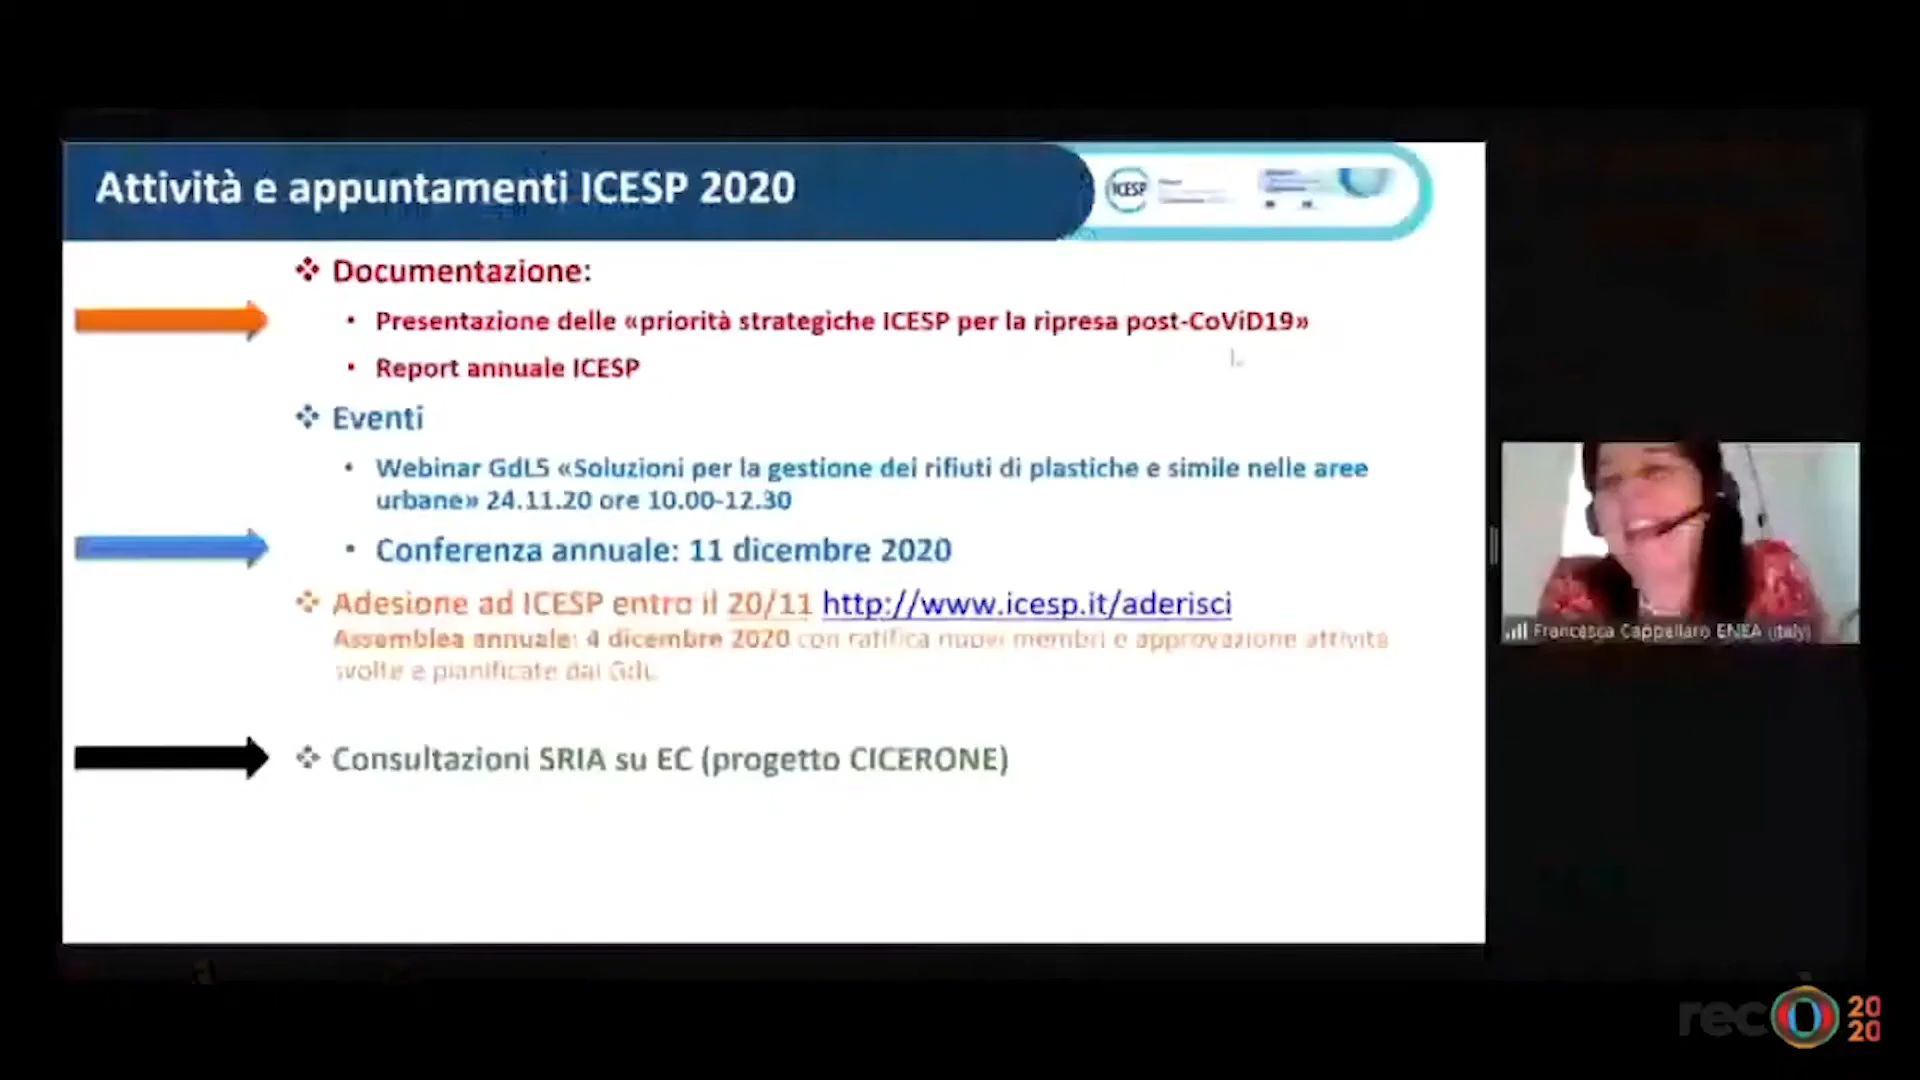 Attività e appuntamenti ICESP 2020
ICESP
Documentazione:
Presentazione delle «priorità strategiche ICESP per la ripresa post-CoViD19»
Report annuale ICESP
Eventi
Webinar GdL5 «Soluzioni per la gestione dei rifiuti di plastiche e simile nelle aree
urbane» 24.11.20 ore 10.00-12.30
Conferenza annuale: 11 dicembre 2020
Adesione ad ICESP entro il 20/11 http://www.icesp.it/aderisci
Assemblea annuale: 4 dicembre 2020 con ratifica nuovi membri e approvazione attività
svolte e pianificate dai GdL
Consultazioni SRIA su EC (progetto CICERONE)
Francesca Cappellaro ENEA (Italy)
recÒ 20
20